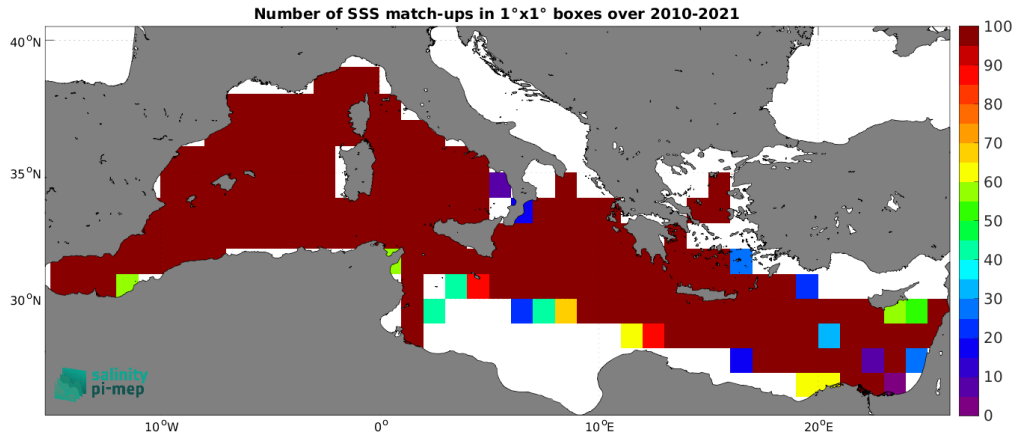 Number of SSS match-ups in 1°x1° boxes over 2010-2021
40°N
35°N
30°N
10°W
0°
10°E
20°E
100
90
80
70
60
50
40
30
20
10
0
salinity
pi-mep